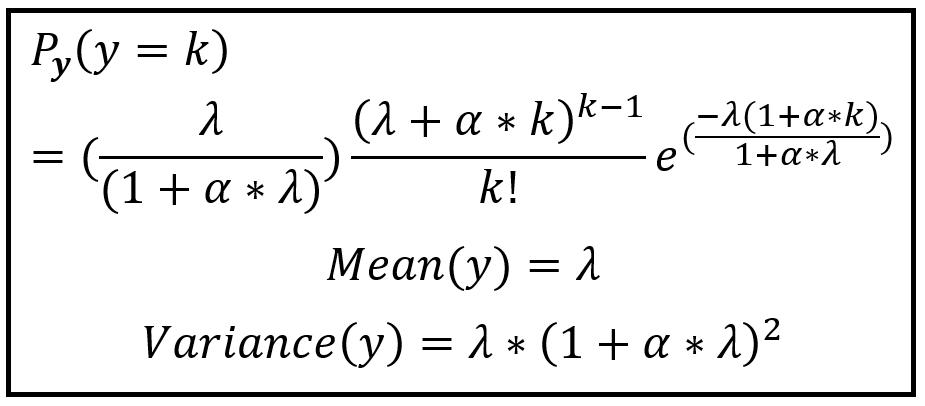 P_y(y = k)
= (λ/(1 + α * λ)) (λ + α * k)^(k−1)/k! e^((−λ(1+α*k))/(1+α*λ))
Mean(y) = λ
Variance(y) = λ * (1 + α * λ)^2